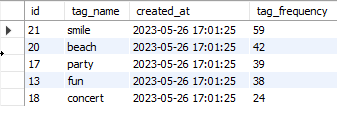 id tag_name created_at tag_frequency
21 smile 2023-05-26 17:01:25 59
20 beach 2023-05-26 17:01:25 42
17 party 2023-05-26 17:01:25 39
13 fun 2023-05-26 17:01:25 38
18 concert 2023-05-26 17:01:25 24